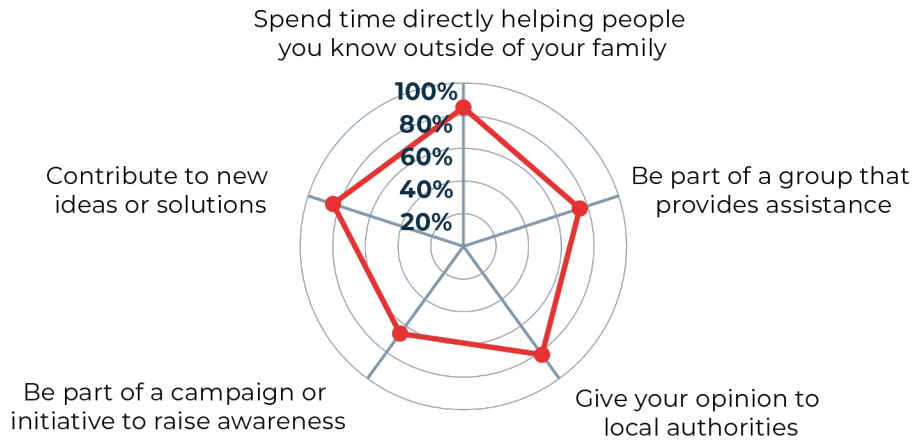 Spend time directly helping people
you know outside of your family
100%
80%
60%
40%
20%
Contribute to new
ideas or solutions
Be part of a group that
provides assistance
Be part of a campaign or
initiative to raise awareness
Give your opinion to
local authorities